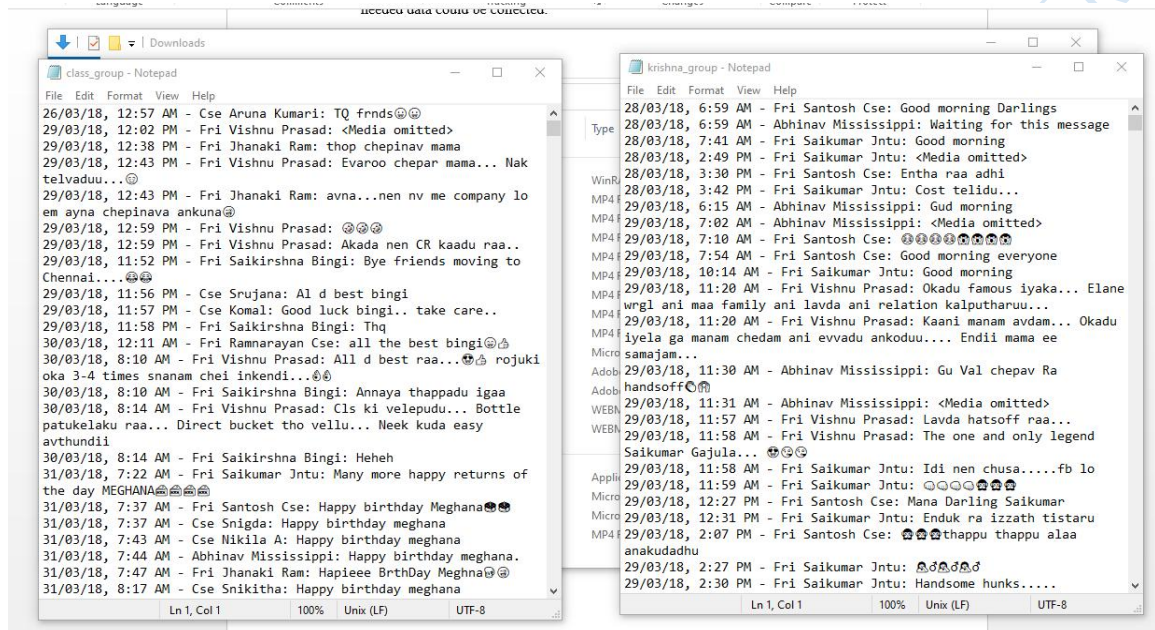 needed data could be collected.
Downloads
class_group - Notepad
File Edit Format View Help
26/03/18, 12:57 AM - Cse Aruna Kumari: TQ frnds
29/03/18, 12:02 PM - Fri Vishnu Prasad: <Media omitted>
29/03/18, 12:38 PM - Fri Jhanaki Ram: thop chepinav mama
29/03/18, 12:43 PM - Fri Vishnu Prasad: Evaroo chepar mama... Nak
telvaduu...
29/03/18, 12:43 PM - Fri Jhanaki Ram: avna...nen nv me company lo
em ayna chepinava ankuna
29/03/18, 12:59 PM - Fri Vishnu Prasad:
29/03/18, 12:59 PM - Fri Vishnu Prasad: Akada nen CR kaadu raa..
29/03/18, 11:52 PM - Fri Saikirshna Bingi: Bye friends moving to
Chennai....
29/03/18, 11:56 PM - Cse Srujana: Al d best bingi
29/03/18, 11:57 PM - Cse Komal: Good luck bingi.. take care..
29/03/18, 11:58 PM - Fri Saikirshna Bingi: Thq
30/03/18, 12:11 AM - Fri Ramnarayan Cse: all the best bingi
30/03/18, 8:10 AM - Fri Vishnu Prasad: All d best raa... rojuki
oka 3-4 times snanam chei inkendi...
30/03/18, 8:10 AM - Fri Saikirshna Bingi: Annaya thappadu igaa
30/03/18, 8:14 AM - Fri Vishnu Prasad: Cls ki velepudu... Bottle
patukelaku raa... Direct bucket tho vellu... Neek kuda easy
avthundii
30/03/18, 8:14 AM - Fri Saikirshna Bingi: Heheh
31/03/18, 7:22 AM - Fri Saikumar Jntu: Many more happy returns of
the day MEGHANA
31/03/18, 7:37 AM - Fri Santosh Cse: Happy birthday Meghana
31/03/18, 7:37 AM - Cse Snigda: Happy birthday meghana
31/03/18, 7:43 AM - Cse Nikila A: Happy birthday meghana
31/03/18, 7:44 AM - Abhinav Mississippi: Happy birthday meghana.
31/03/18, 7:47 AM - Fri Jhanaki Ram: Hapieee BrthDay Meghna
31/03/18, 8:17 AM - Cse Snikitha: Happy birthday meghana
Ln 1, Col 1 100% Unix (LF) UTF-8
Type
MP4
MP4
MP4
MP4
MP4
MP4
MP4
Micro
Adob
Adob
WEBM
WEBM
Micro
Micro
MP4 F
krishna_group - Notepad
File Edit Format View Help
28/03/18, 6:59 AM - Fri Santosh Cse: Good morning Darlings
28/03/18, 6:59 AM - Abhinav Mississippi: Waiting for this message
28/03/18, 7:41 AM - Fri Saikumar Jntu: Good morning
28/03/18, 2:49 PM - Fri Saikumar Jntu: <Media omitted>
28/03/18, 3:30 PM - Fri Santosh Cse: Entha raa adhi
28/03/18, 3:42 PM - Fri Saikumar Jntu: Cost telidu...
29/03/18, 6:15 AM - Abhinav Mississippi: Gud morning
29/03/18, 7:02 AM - Abhinav Mississippi: <Media omitted>
29/03/18, 7:10 AM - Fri Santosh Cse:
29/03/18, 7:54 AM - Fri Santosh Cse: Good morning everyone
29/03/18, 10:14 AM - Fri Saikumar Jntu: Good morning
29/03/18, 11:20 AM - Fri Vishnu Prasad: Okadu famous iyaka... Elane
wrgl ani maa family ani lavda ani relation kalputharuu...
29/03/18, 11:20 AM - Fri Vishnu Prasad: Kaani manam avdam... Okadu
iyela ga manam chedam ani evvadu ankoduu.... Endii mama ee
samajam...
29/03/18, 11:30 AM - Abhinav Mississippi: Gu Val chepav Ra
handsoff
29/03/18, 11:31 AM - Abhinav Mississippi: <Media omitted>
29/03/18, 11:57 AM - Fri Vishnu Prasad: Lavda hatsoff raa...
29/03/18, 11:58 AM - Fri Vishnu Prasad: The one and only legend
Saikumar Gajula...
29/03/18, 11:58 AM - Fri Saikumar Jntu: Idi nen chusa.....fb lo
29/03/18, 11:59 AM - Fri Saikumar Jntu:
29/03/18, 12:27 PM - Fri Santosh Cse: Mana Darling Saikumar
29/03/18, 12:31 PM - Fri Saikumar Jntu: Enduk ra izzath tistaru
29/03/18, 2:07 PM - Fri Santosh Cse: thappu thappu alaa
anakudadhu
29/03/18, 2:27 PM - Fri Saikumar Jntu:
29/03/18, 2:30 PM - Fri Saikumar Jntu: Handsome hunks.....
Ln 1, Col 1 100% Unix (LF) UTF-8